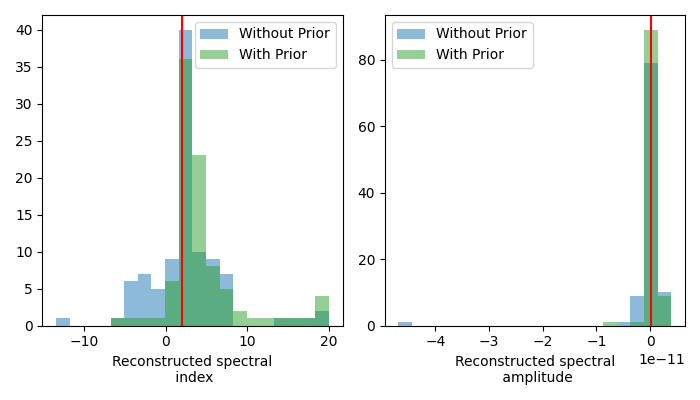 40
35
30
25
20
15
10
5
0
−10
0
10
20
Reconstructed spectral
index
Without Prior
With Prior
80
60
40
20
0
−4
−3
−2
−1
0
1e−11
Reconstructed spectral
amplitude
Without Prior
With Prior